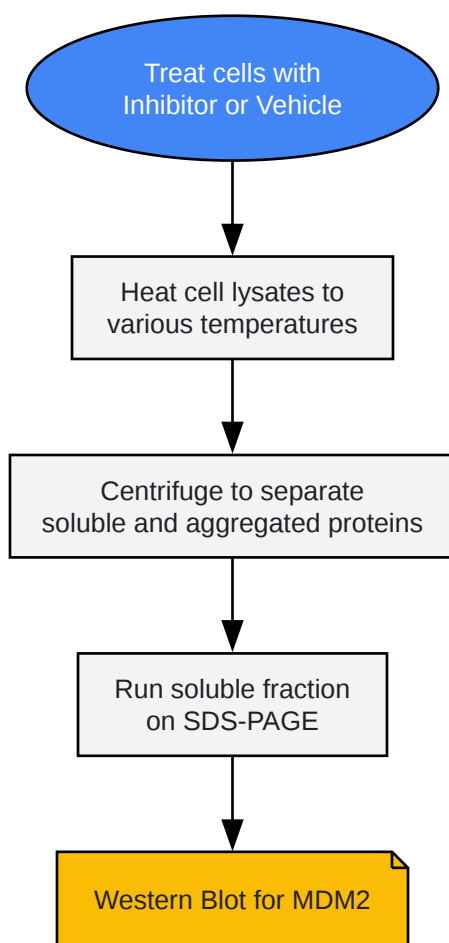 Treat cells with
Inhibitor or Vehicle
Heat cell lysates to
various temperatures
Centrifuge to separate
soluble and aggregated proteins
Run soluble fraction
on SDS-PAGE
Western Blot for MDM2